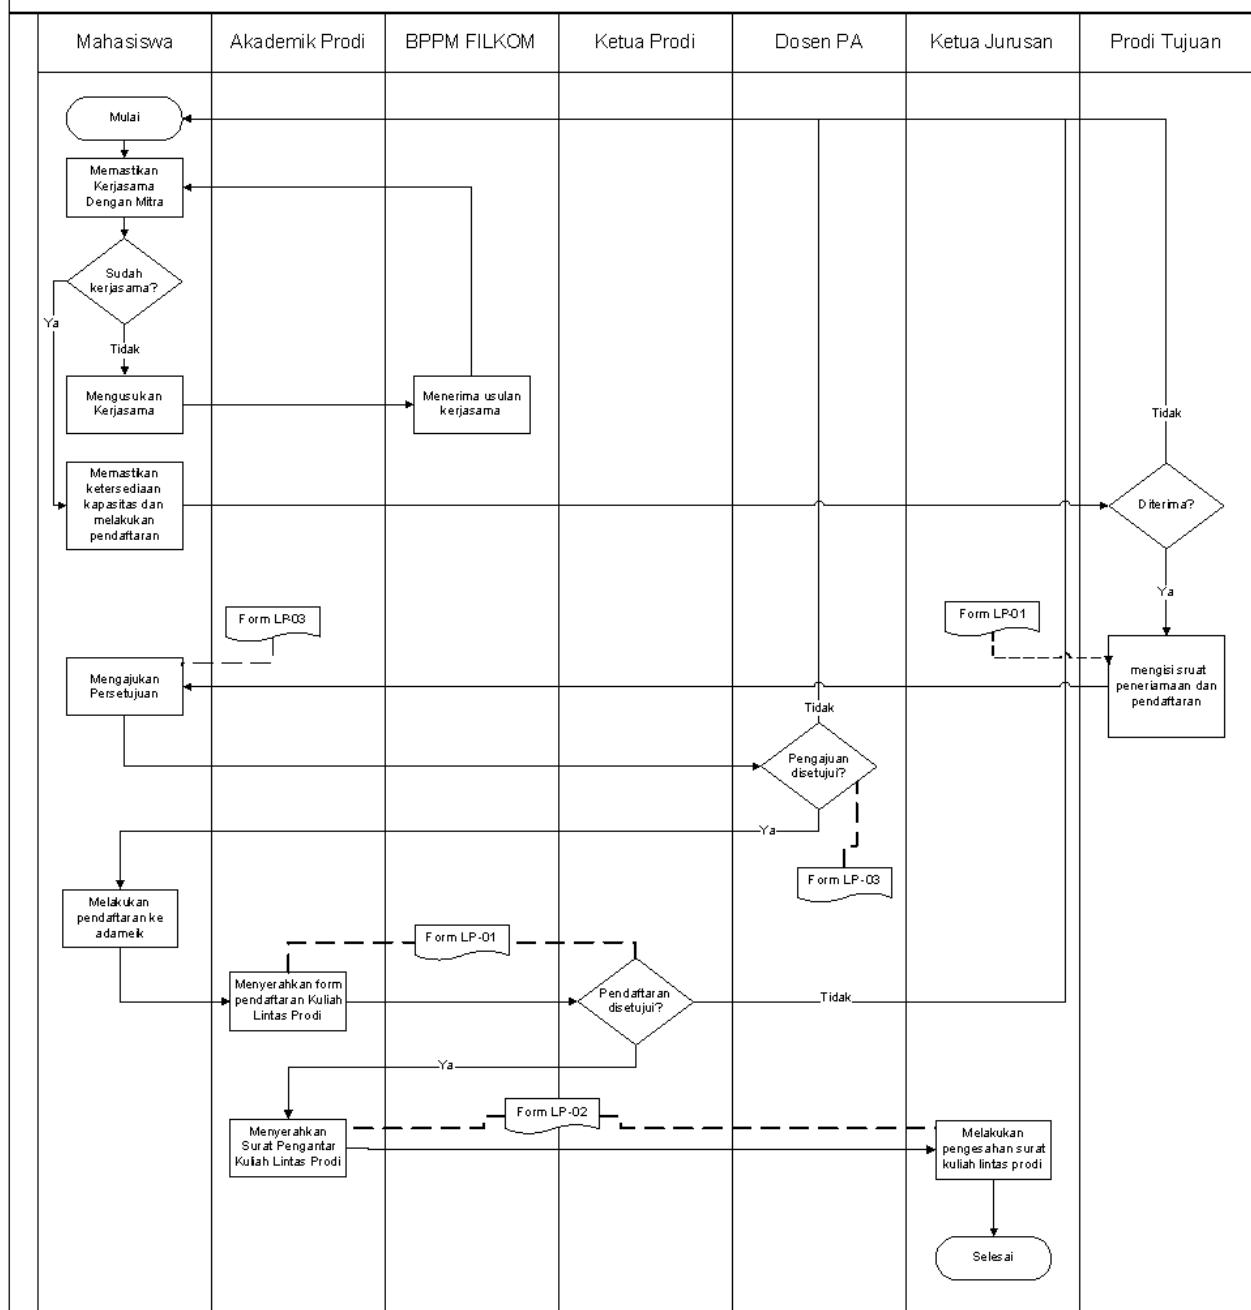 Mahasiswa
Akademik Prodi
BPPM FILKOM
Ketua Prodi
Dosen PA
Ketua Jurusan
Prodi Tujuan
Mulai
Memastikan
Kerjasama
Dengan Mitra
Sudah
kerjasama?
Ya
Tidak
Mengusukan
Kerjasama
Menerima usulan
kerjasama
Tidak
Memastikan
ketersediaan
kapasitas dan
melakukan
pendaftaran
Diterima?
Ya
Form LP-03
Form LP-01
Mengajukan
Persetujuan
mengisi sruat
peneriamaan dan
pendaftaran
Tidak
Pengajuan
disetujui?
Ya
Form LP-03
Melakukan
pendaftaran ke
adameik
Form LP-01
Menyerahkan form
pendaftaran Kuliah
Lintas Prodi
Pendaftaran
disetujui?
Tidak
Ya
Form LP-02
Menyerahkan
Surat Pengantar
Kuliah Lintas Prodi
Melakukan
pengesahan surat
kuliah lintas prodi
Selesai